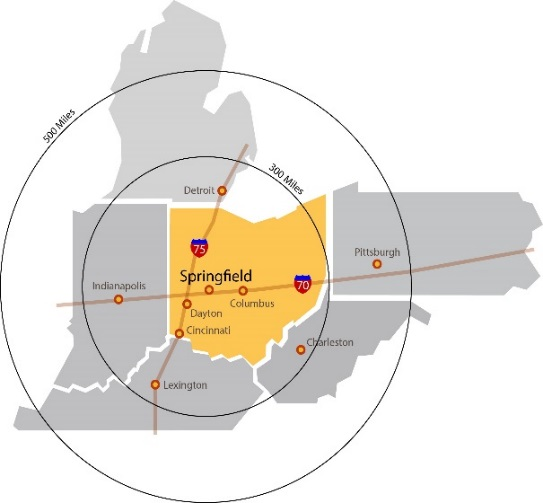 500 Miles
300 Miles
Detroit
75
Pittsburgh
Springfield
70
Indianapolis
Columbus
Dayton
Cincinnati
Charleston
Lexington